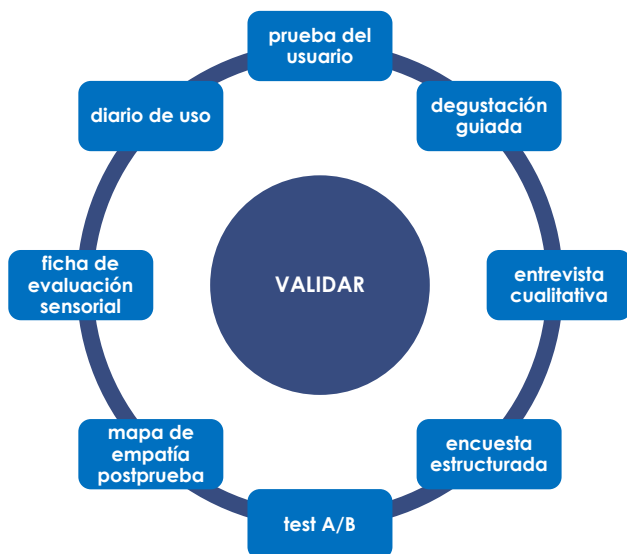 prueba del
usuario
degustación
guiada
entrevista
cualitativa
encuesta
estructurada
test A/B
mapa de
empatía
postprueba
ficha de
evaluación
sensorial
diario de uso
VALIDAR